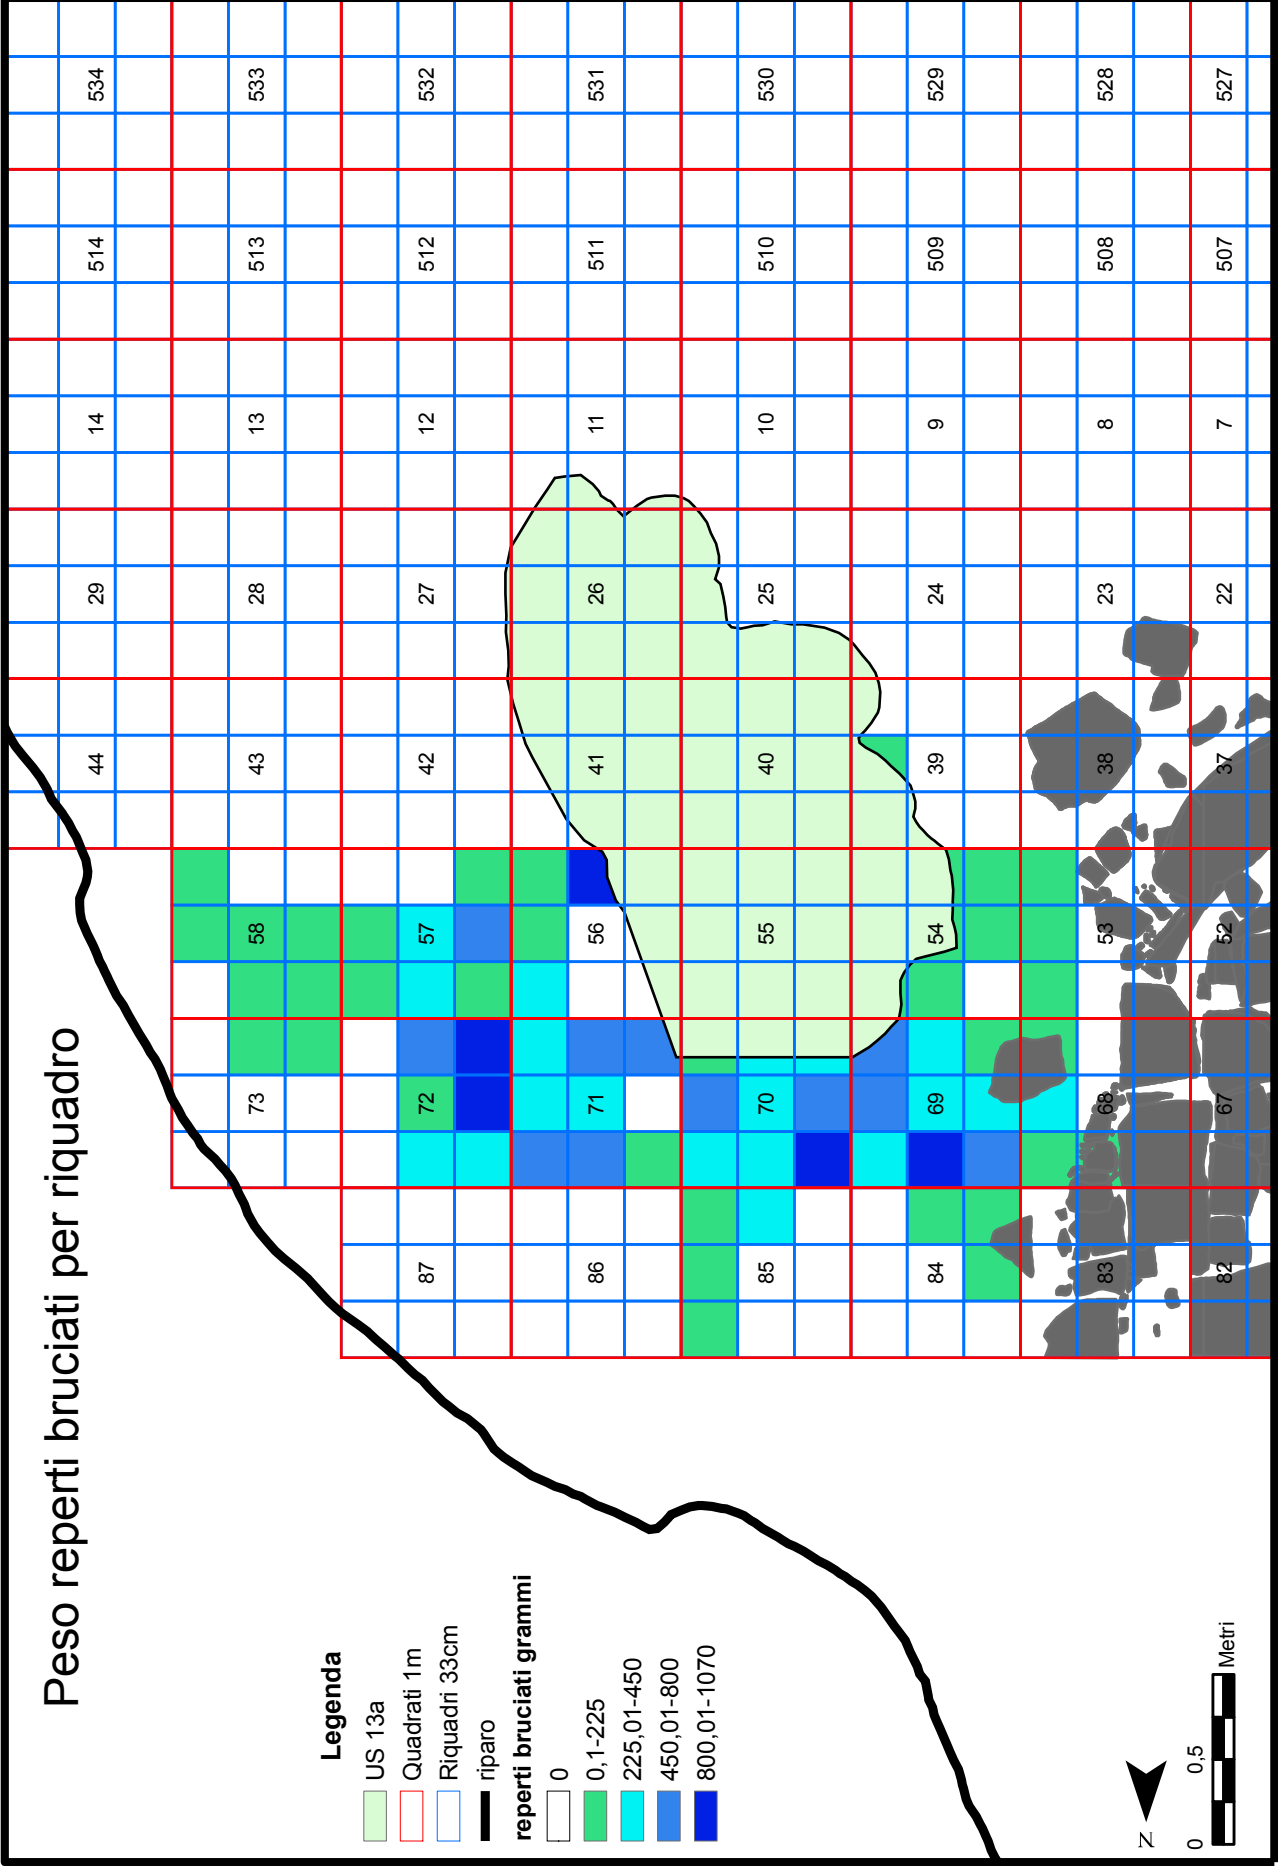 Peso reperti bruciati per riquadro
Legenda
US 13a
Quadrati 1m
Riquadri 33cm
riparo
reperti bruciati grammi
0
0,1-225
225,01-450
450,01-800
800,01-1070
N
0 0,5
Metri
44 29 14 514 534
73 58 43 28 13 513 533
87 72 57 42 27 12 512 532
86 71 56 41 26 11 511 531
85 70 55 40 25 10 510 530
84 69 54 39 24 9 509 529
83 68 53 38 23 8 508 528
82 67 52 37 22 7 507 527